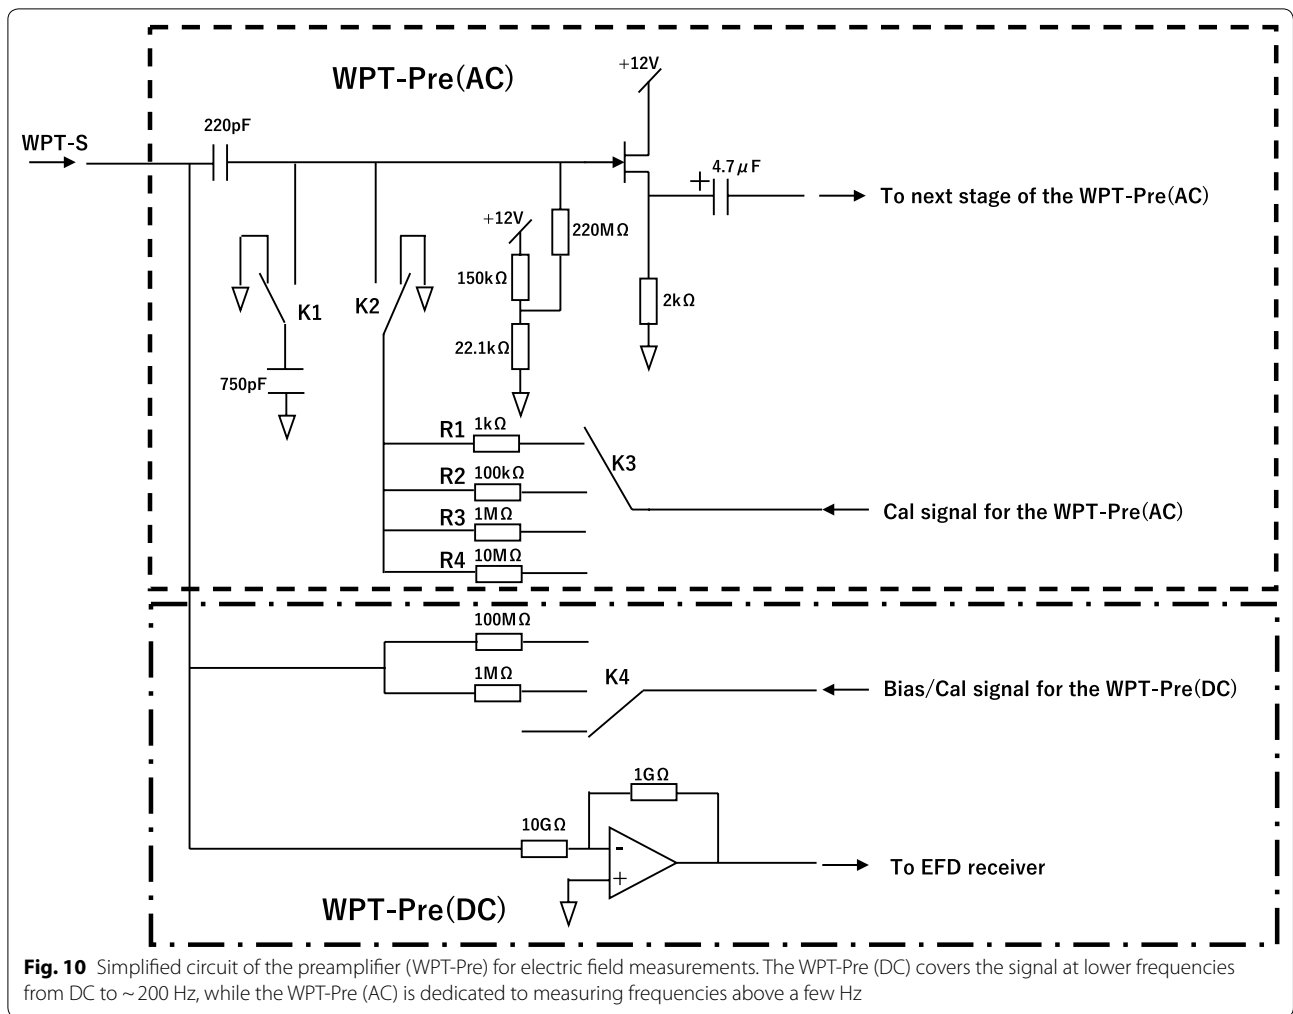 WPT-Pre(AC)
+12V
220pF
WPT-S
4.7μF
+
To next stage of the WPT-Pre(AC)
+12V
220MΩ
150kΩ
K1
K2
2kΩ
22.1kΩ
750pF
R1 1kΩ
K3
R2 100kΩ
Cal signal for the WPT-Pre(AC)
R3 1MΩ
R4 10MΩ
100MΩ
1MΩ
K4
Bias/Cal signal for the WPT-Pre(DC)
1GΩ
10GΩ
-
+
To EFD receiver
WPT-Pre(DC)
Fig. 10 Simplified circuit of the preamplifier (WPT-Pre) for electric field measurements. The WPT-Pre (DC) covers the signal at lower frequencies
from DC to ~ 200 Hz, while the WPT-Pre (AC) is dedicated to measuring frequencies above a few Hz